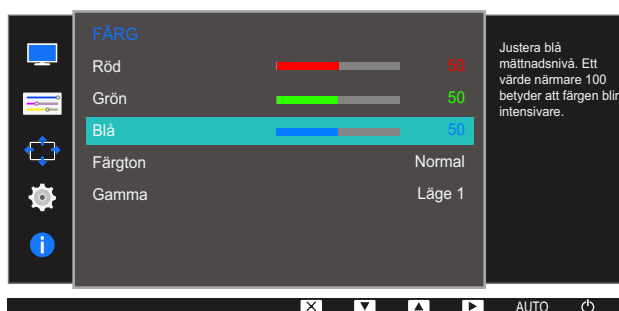 FÄRG
Röd 50
Grön 50
Blå 50
Färgton Normal
Gamma Läge 1
Justera blå
mättnadsnivå. Ett
värde närmare 100
betyder att färgen blir
intensivare.
AUTO